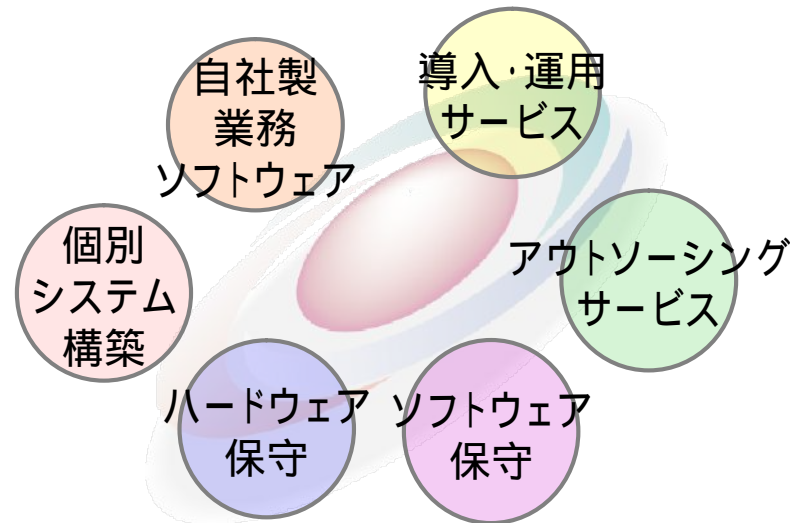 自社製
業務
ソフトウェア
導入・運用
サービス
個別
システム
構築
アウトソーシング
サービス
ハードウェア
保守
ソフトウェア
保守